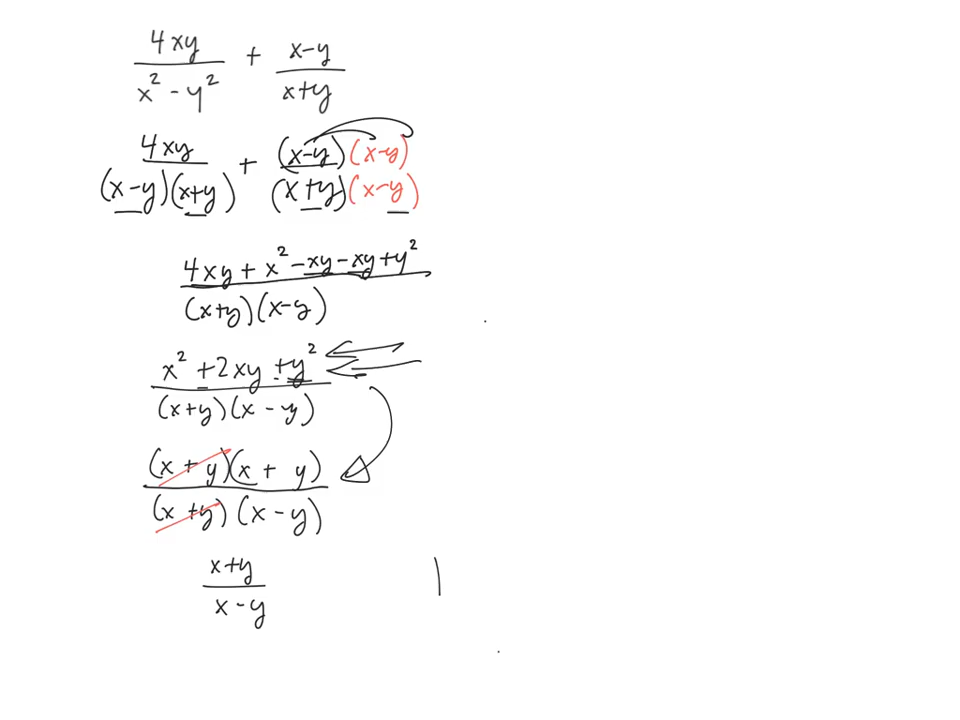 4xy / x² - y² + x-y / x+y
4xy / (x-y)(x+y) + (x-y)(x-y) / (x+y)(x-y)
4xy + x² - xy - xy + y² / (x+y)(x-y)
x² + 2xy + y² / (x+y)(x-y)
(x+y)(x+y) / (x+y)(x-y)
x+y / x-y